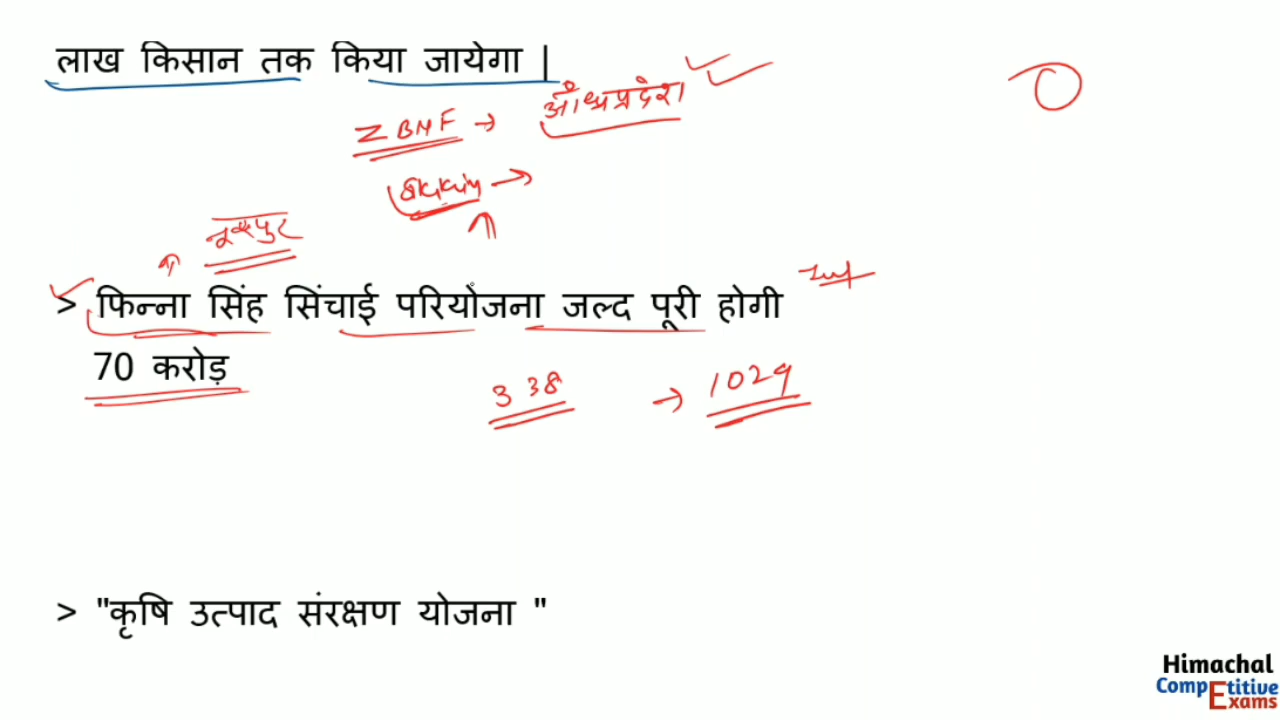 लाख किसान तक किया जायेगा |
ZBNF → आंध्रप्रदेश
नूरपुर
> फिन्ना सिंह सिंचाई परियोजना जल्द पूरी होगी
70 करोड़
338 → 1029
> "कृषि उत्पाद संरक्षण योजना "
Himachal
Competitive
Exams